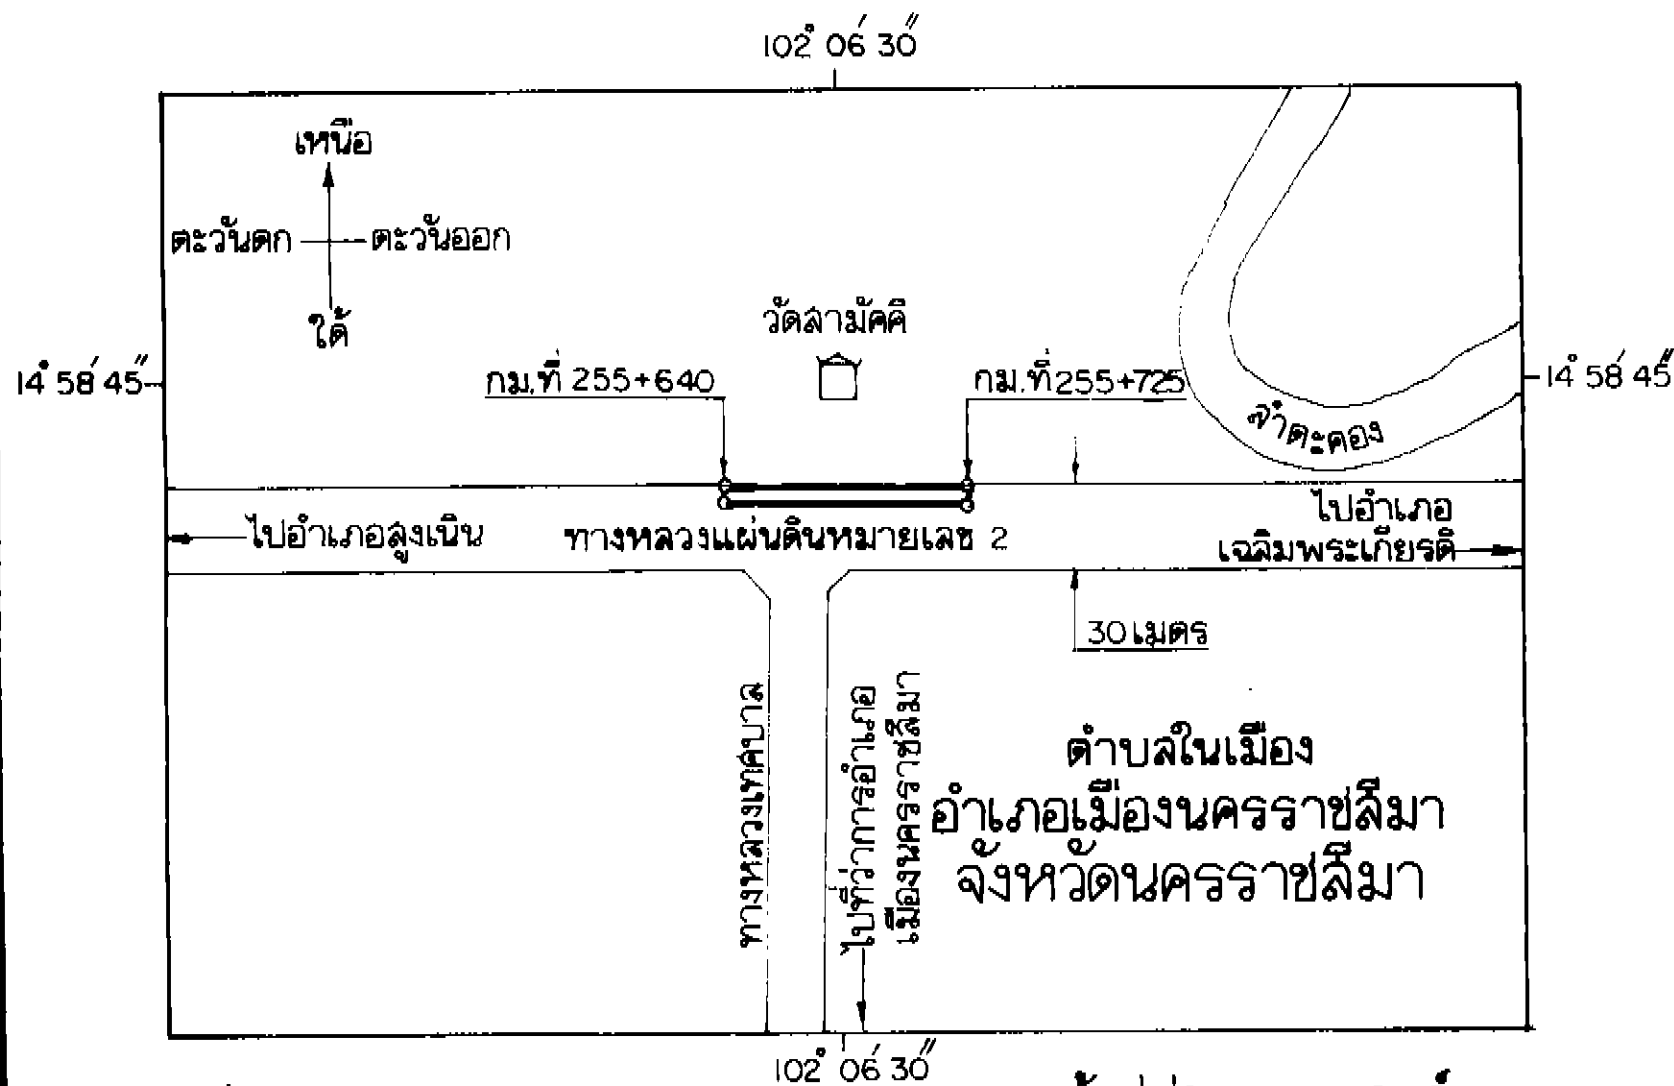 102° 06′ 30″
เหนือ
ตะวันตก
ตะวันออก
ใต้
วัดสามัคคี
14° 58′ 45″
กม.ที่ 255+640
กม.ที่ 255+725
14° 58′ 45″
ลำตะคอง
ไปอำเภอสูงเนิน
ทางหลวงแผ่นดินหมายเลข 2
ไปอำเภอ
เฉลิมพระเกียรติ
30 เมตร
ทางหลวงเทศบาล
ไปที่ว่าการอำเภอ
เมืองนครราชสีมา
ตำบลในเมือง
อำเภอเมืองนครราชสีมา
จังหวัดนครราชสีมา
102° 06′ 30″